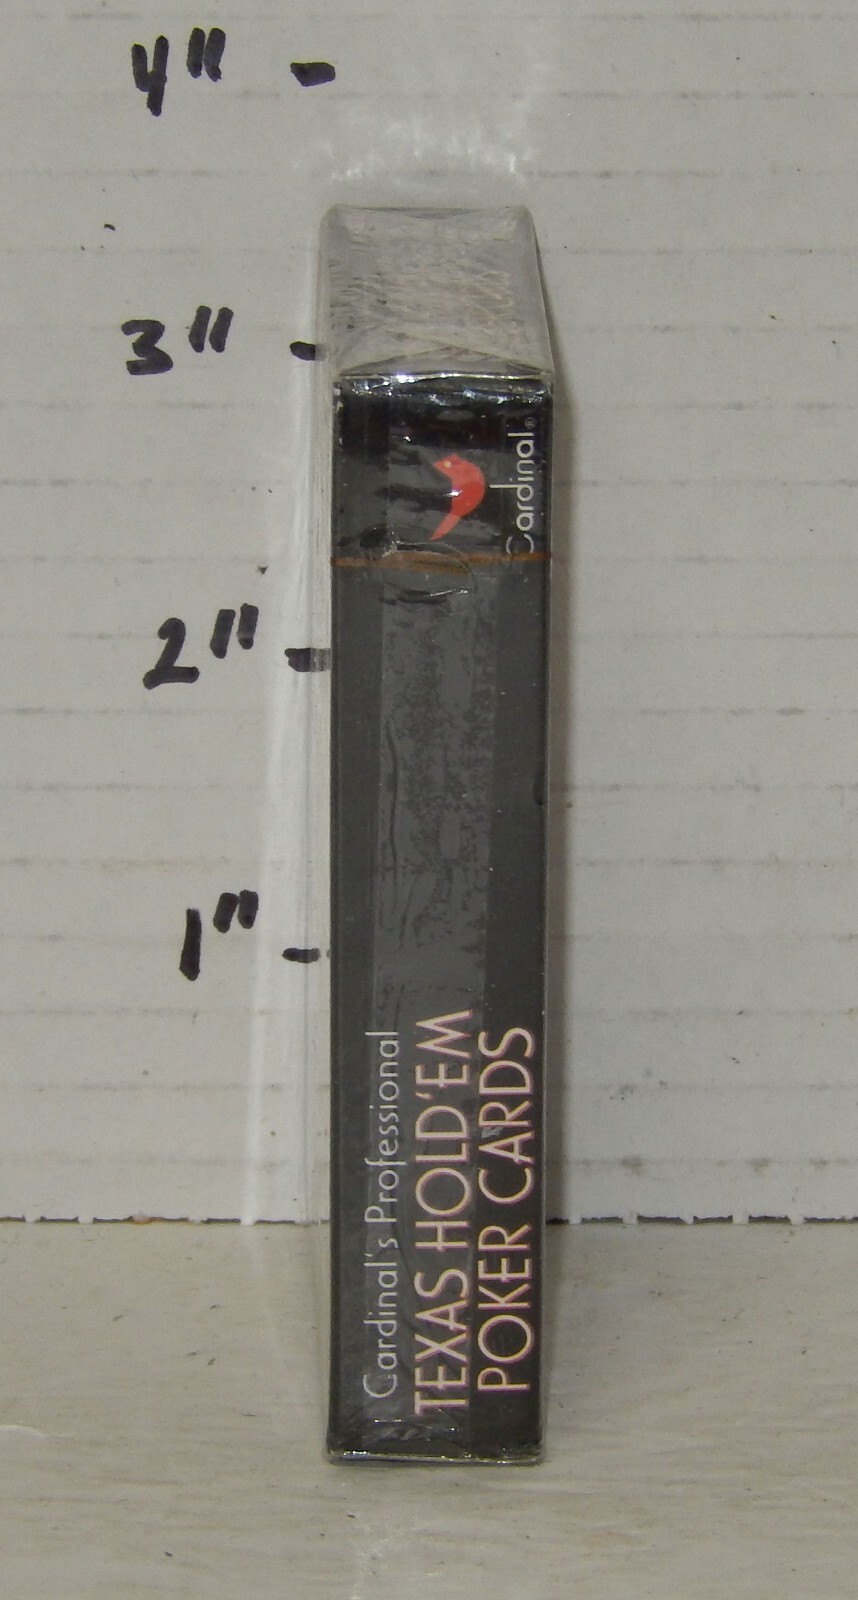 4"
3"
2"
1"
Cardinal®
Cardinal's Professional
TEXAS HOLD'EM
POKER CARDS